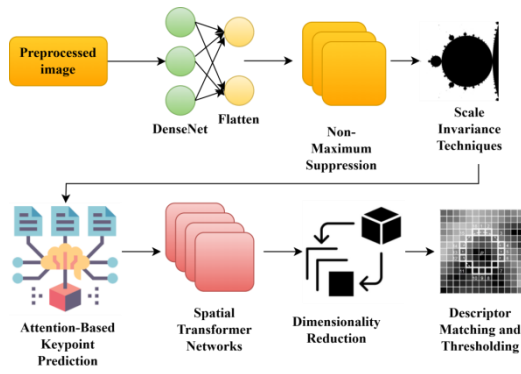 Preprocessed
image
DenseNet
Flatten
Non-
Maximum
Suppression
Scale
Invariance
Techniques
Attention-Based
Keypoint
Prediction
Spatial
Transformer
Networks
Dimensionality
Reduction
Descriptor
Matching and
Thresholding